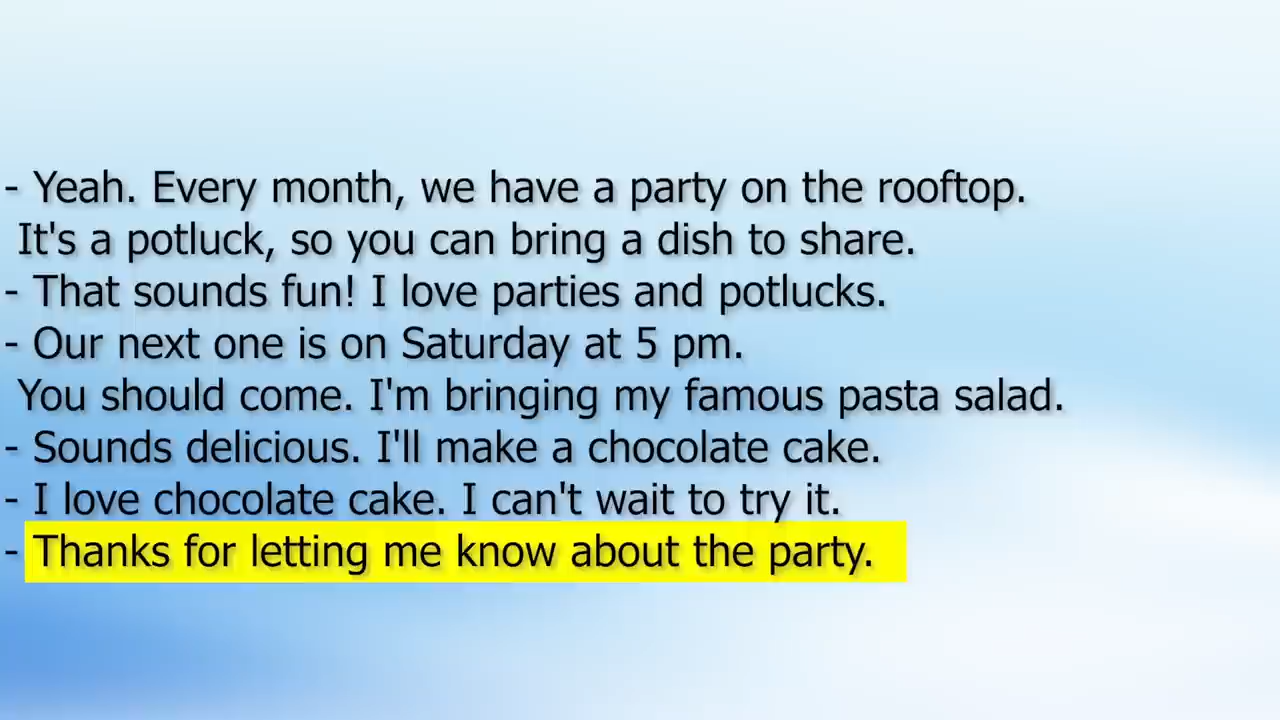 - Yeah. Every month, we have a party on the rooftop.
It's a potluck, so you can bring a dish to share.
- That sounds fun! I love parties and potlucks.
- Our next one is on Saturday at 5 pm.
You should come. I'm bringing my famous pasta salad.
- Sounds delicious. I'll make a chocolate cake.
- I love chocolate cake. I can't wait to try it.
- Thanks for letting me know about the party.